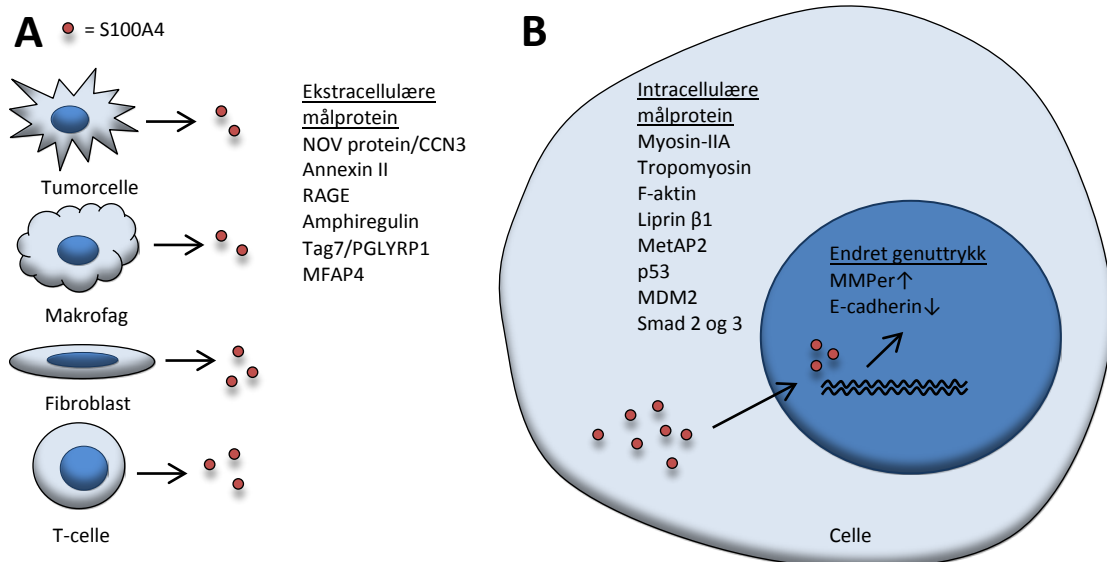 A
= S100A4
Tumorcelle
Makrofag
Fibroblast
T-celle
Ekstracellulære
målprotein
NOV protein/CCN3
Annexin II
RAGE
Amphiregulin
Tag7/PGLYRP1
MFAP4
B
Intracellulære
målprotein
Myosin-IIA
Tropomyosin
F-aktin
Liprin β1
MetAP2
p53
MDM2
Smad 2 og 3
Endret genuttrykk
MMPer↑
E-cadherin↓
Celle